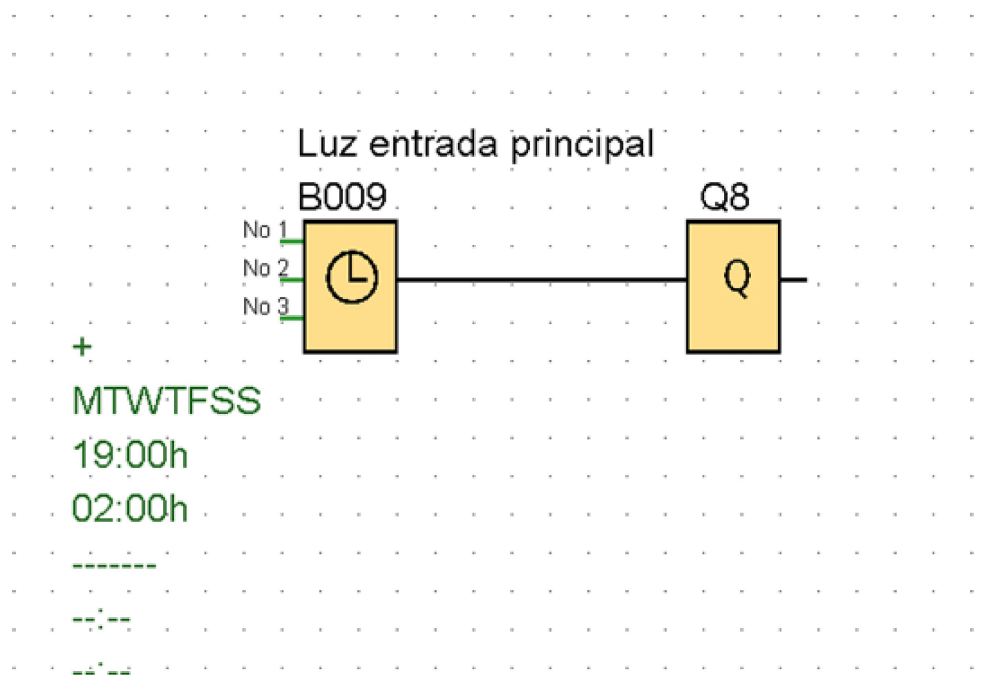 Luz entrada principal
B009
Q8
No 1
No 2
No 3
Q
+
MTWTFSS
19:00h
02:00h
-------
--:--
--:--